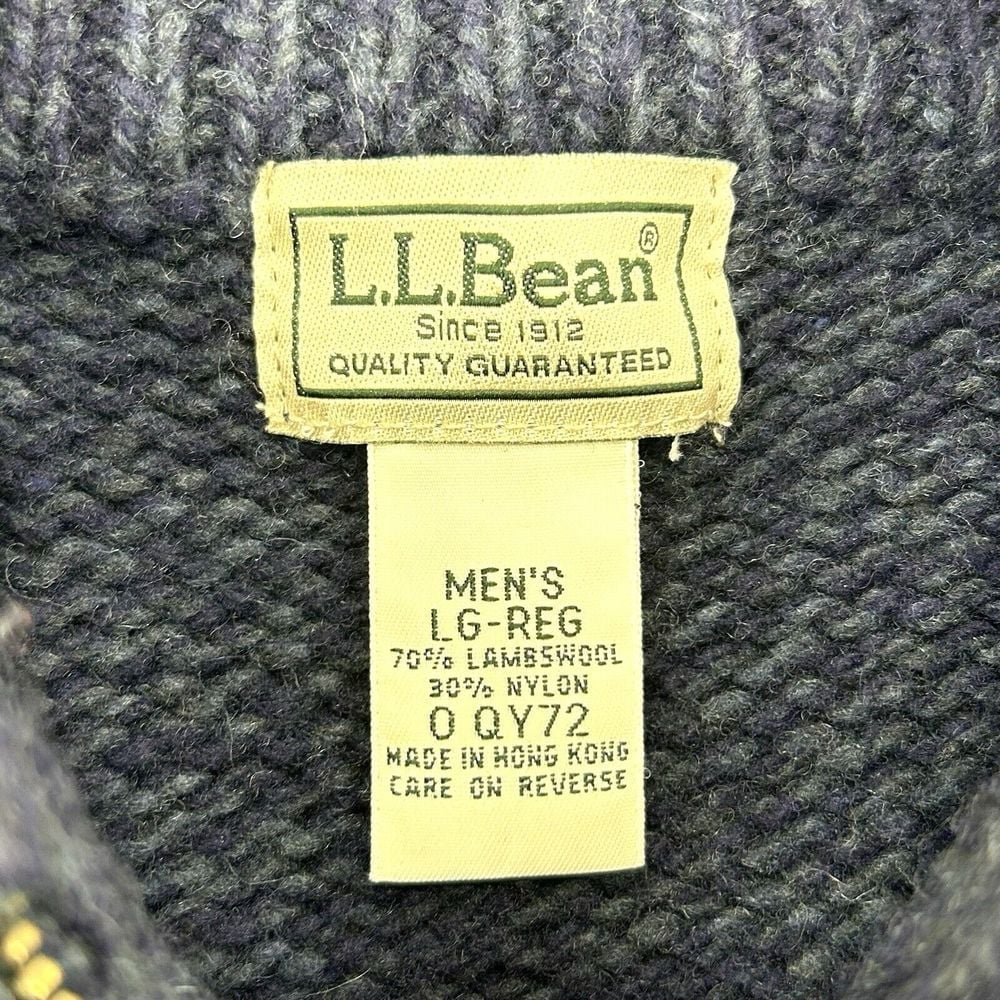 L.L.Bean®
Since 1912
QUALITY GUARANTEED
MEN'S
LG-REG
70% LAMBSWOOL
30% NYLON
0 QY72
MADE IN HONG KONG
CARE ON REVERSE